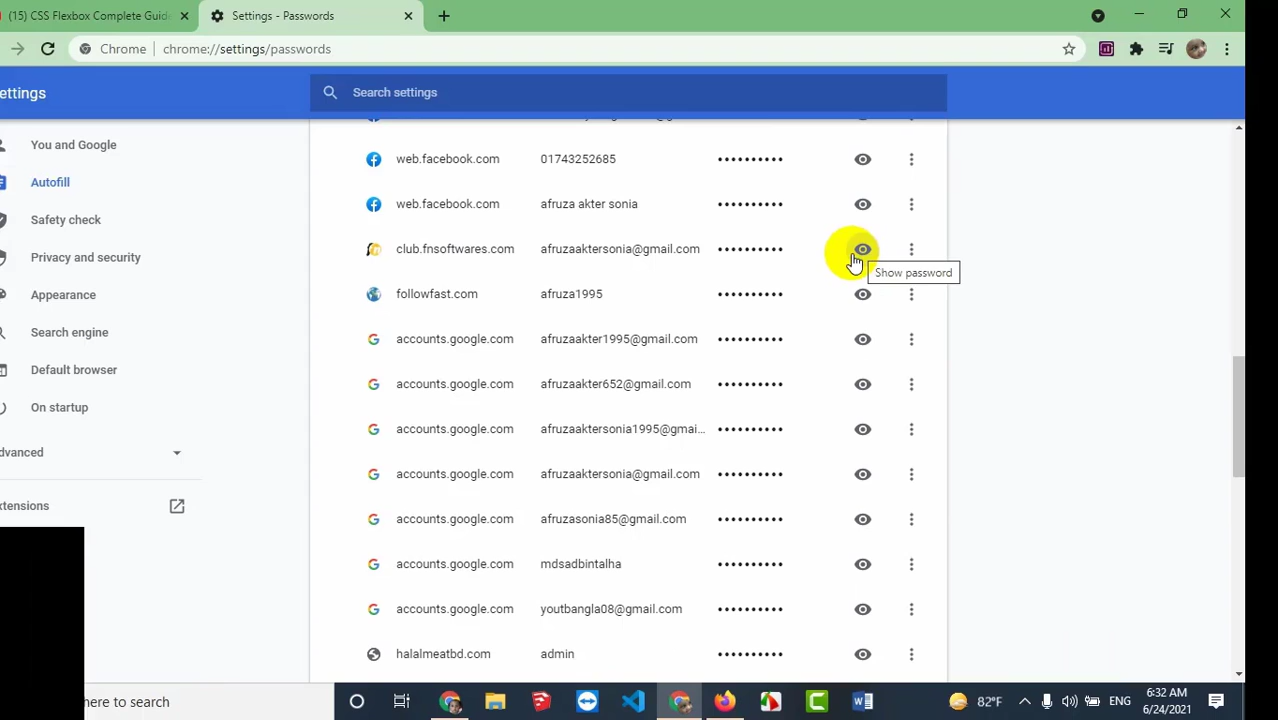 (15) CSS Flexbox Complete Guide
Settings - Passwords
Chrome
chrome://settings/passwords
ettings
Search settings
You and Google
Autofill
Safety check
Privacy and security
Appearance
Search engine
Default browser
On startup
dvanced
xtensions
web.facebook.com 01743252685 ••••••••••
web.facebook.com afruza akter sonia ••••••••••
club.fnsoftwares.com afruzaaktersonia@gmail.com ••••••••••
Show password
followfast.com afruza1995 ••••••••••
accounts.google.com afruzaakter1995@gmail.com ••••••••••
accounts.google.com afruzaakter652@gmail.com ••••••••••
accounts.google.com afruzaaktersonia1995@gmai... ••••••••••
accounts.google.com afruzaaktersonia@gmail.com ••••••••••
accounts.google.com afruzasonia85@gmail.com ••••••••••
accounts.google.com mdsadbintalha ••••••••••
accounts.google.com youtbangla08@gmail.com ••••••••••
halalmeatbd.com admin ••••••••••
here to search
82°F
ENG
6:32 AM
6/24/2021